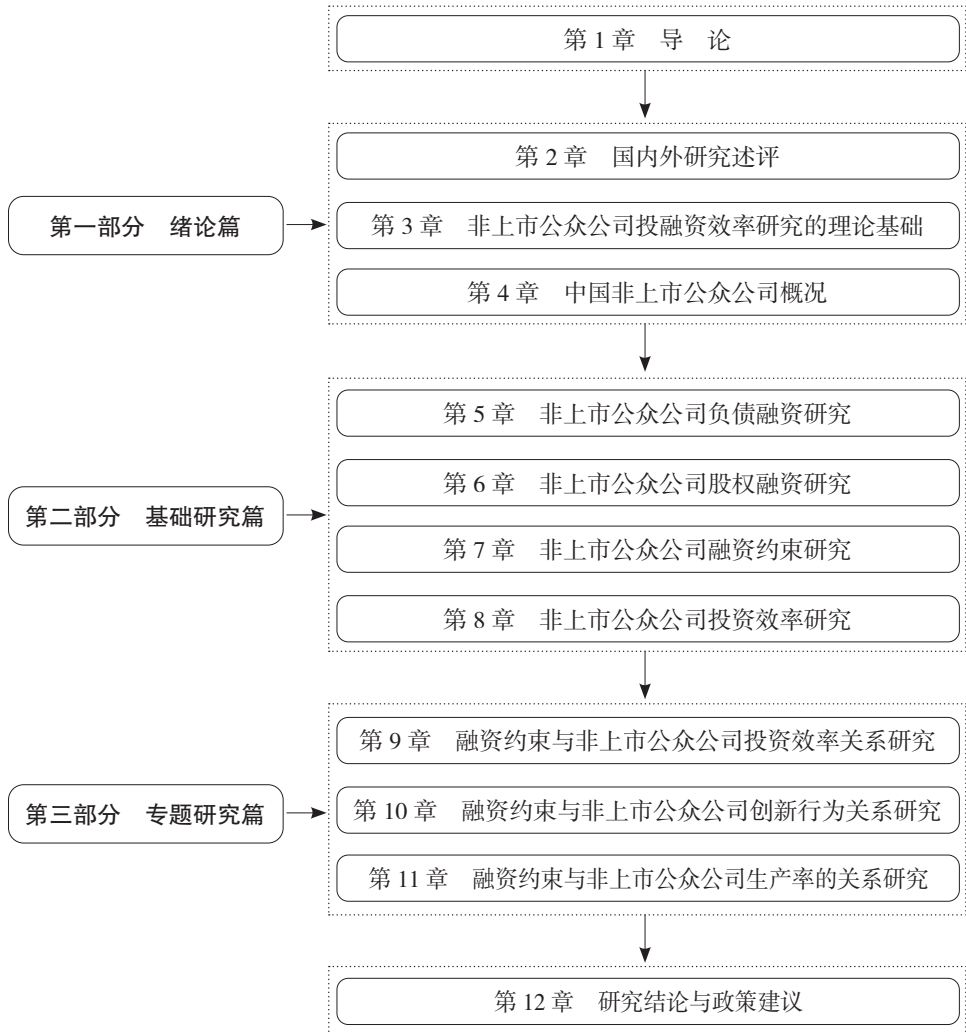 第 1 章　导　论
第 2 章　国内外研究述评
第一部分　绪论篇
第 3 章　非上市公众公司投融资效率研究的理论基础
第 4 章　中国非上市公众公司概况
第 5 章　非上市公众公司负债融资研究
第 6 章　非上市公众公司股权融资研究
第二部分　基础研究篇
第 7 章　非上市公众公司融资约束研究
第 8 章　非上市公众公司投资效率研究
第 9 章　融资约束与非上市公众公司投资效率关系研究
第三部分　专题研究篇
第 10 章　融资约束与非上市公众公司创新行为关系研究
第 11 章　融资约束与非上市公众公司生产率的关系研究
第 12 章　研究结论与政策建议